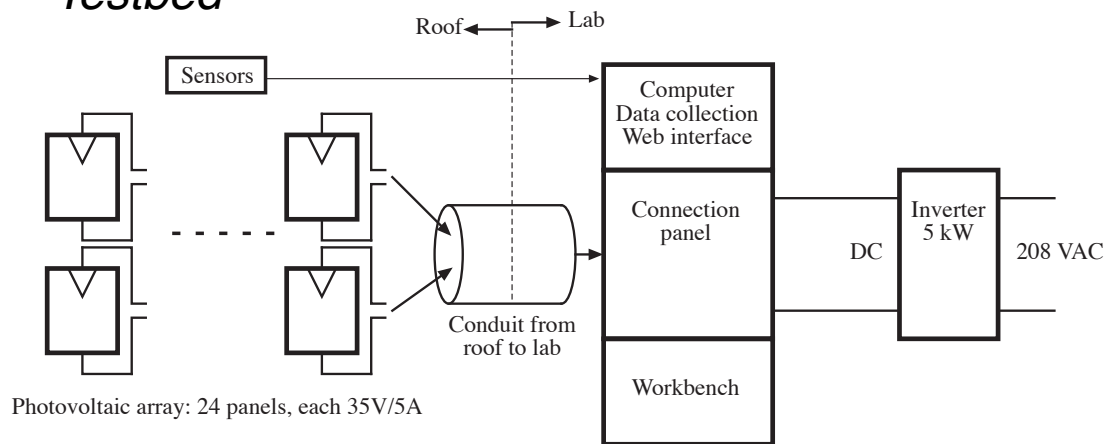 Testbed
Roof
Lab
Sensors
Computer
Data collection
Web interface
Connection
panel
Inverter
5 kW
DC
208 VAC
Conduit from
roof to lab
Workbench
Photovoltaic array: 24 panels, each 35V/5A